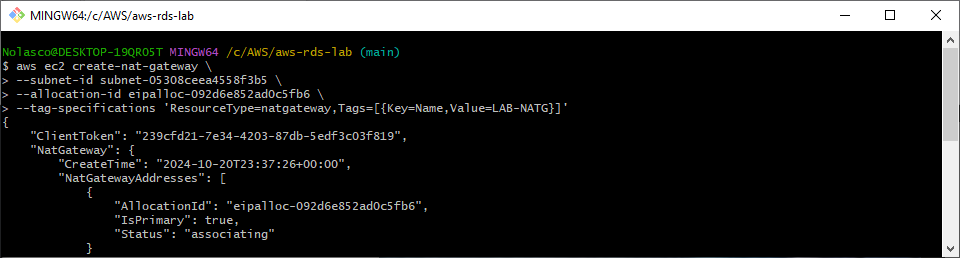 MINGW64:/c/AWS/aws-rds-lab
Nolasco@DESKTOP-19QRO5T MINGW64 /c/AWS/aws-rds-lab (main)
$ aws ec2 create-nat-gateway \
> --subnet-id subnet-05308ceea4558f3b5 \
> --allocation-id eipalloc-092d6e852ad0c5fb6 \
> --tag-specifications 'ResourceType=natgateway,Tags=[{Key=Name,Value=LAB-NATG}]'
{
    "ClientToken": "239cfd21-7e34-4203-87db-5edf3c03f819",
    "NatGateway": {
        "CreateTime": "2024-10-20T23:37:26+00:00",
        "NatGatewayAddresses": [
            {
                "AllocationId": "eipalloc-092d6e852ad0c5fb6",
                "IsPrimary": true,
                "Status": "associating"
            }